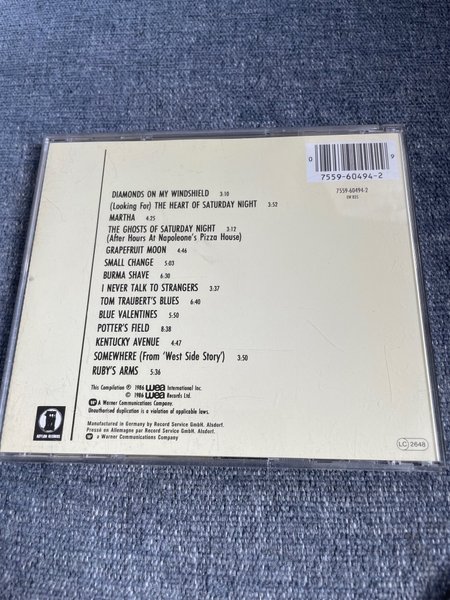 0 9
7559-60494-2
7559-60494-2
DIAMONDS ON MY WINDSHIELD 3:10
(Looking For) THE HEART OF SATURDAY NIGHT 3:52
MARTHA 4.25
THE GHOSTS OF SATURDAY NIGHT 3:12
(After Hours At Napoleone's Pizza House)
GRAPEFRUIT MOON 4.46
SMALL CHANGE 5:03
BURMA SHAVE 6:30
I NEVER TALK TO STRANGERS 3:37
TOM TRAUBERT'S BLUES 6:40
BLUE VALENTINES 5:50
POTTER'S FIELD 8:38
KENTUCKY AVENUE 4:47
SOMEWHERE (From 'West Side Story') 3:50
RUBY'S ARMS 5:36
This Compilation ℗ 1986 wea International Inc.
© 1986 wea Records Ltd.
A Warner Communications Company.
Unauthorised duplication is a violation of applicable laws.
Manufactured in Germany by Record Service GmbH. Alsdorf.
Pressé en Allemagne par Record Service GmbH. Alsdorf.
a Warner Communications Company
ASYLUM RECORDS
LC 2648